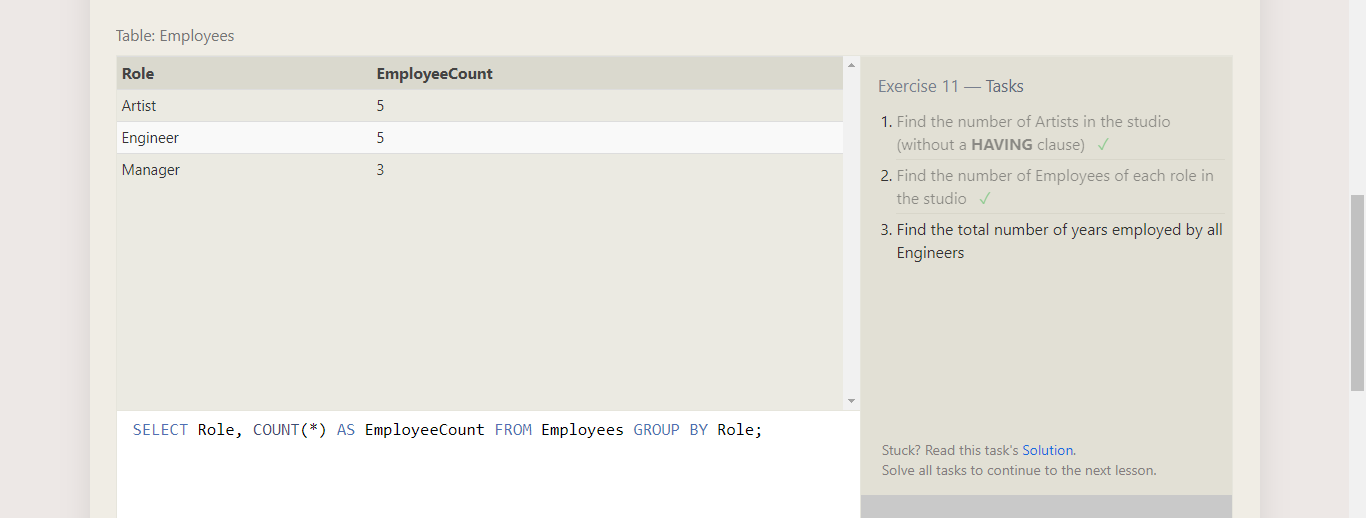 Table: Employees
Role EmployeeCount
Artist 5
Engineer 5
Manager 3
SELECT Role, COUNT(*) AS EmployeeCount FROM Employees GROUP BY Role;
Exercise 11 — Tasks
1. Find the number of Artists in the studio
(without a HAVING clause) ✓
2. Find the number of Employees of each role in
the studio ✓
3. Find the total number of years employed by all
Engineers
Stuck? Read this task's Solution.
Solve all tasks to continue to the next lesson.